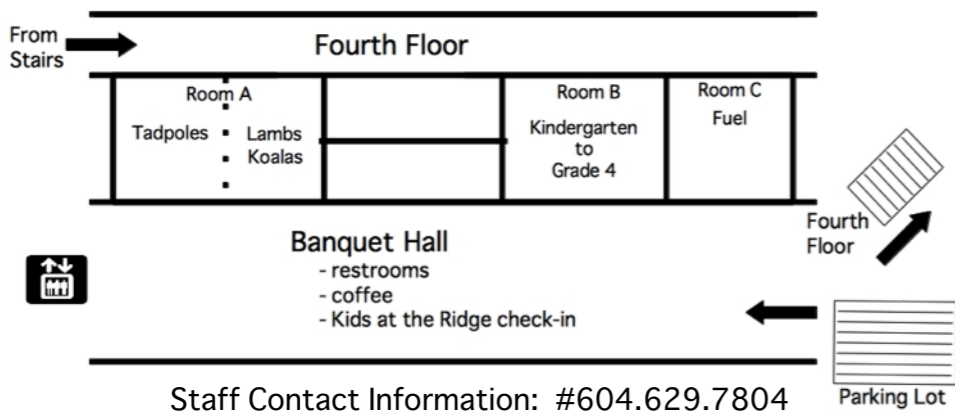 From
Stairs
Fourth Floor
Room A
Tadpoles
Lambs
Koalas
Room B
Kindergarten
to
Grade 4
Room C
Fuel
Fourth
Floor
Banquet Hall
- restrooms
- coffee
- Kids at the Ridge check-in
Parking Lot
Staff Contact Information: #604.629.7804